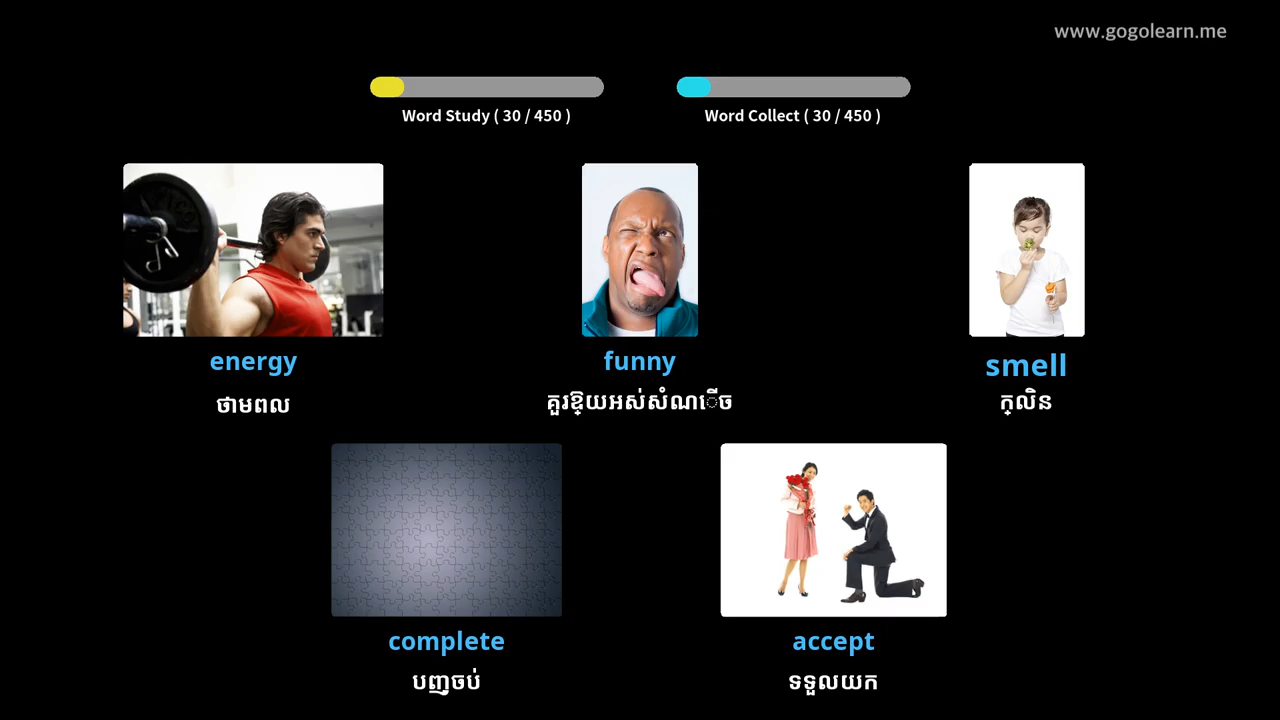 www.gogolearn.me
Word Study ( 30 / 450 )
Word Collect ( 30 / 450 )
energy
funny
smell
ថាមពល
គួរឱ្យអស់សំណើច
ក្លិន
complete
accept
បញ្ចប់
ទទួលយក